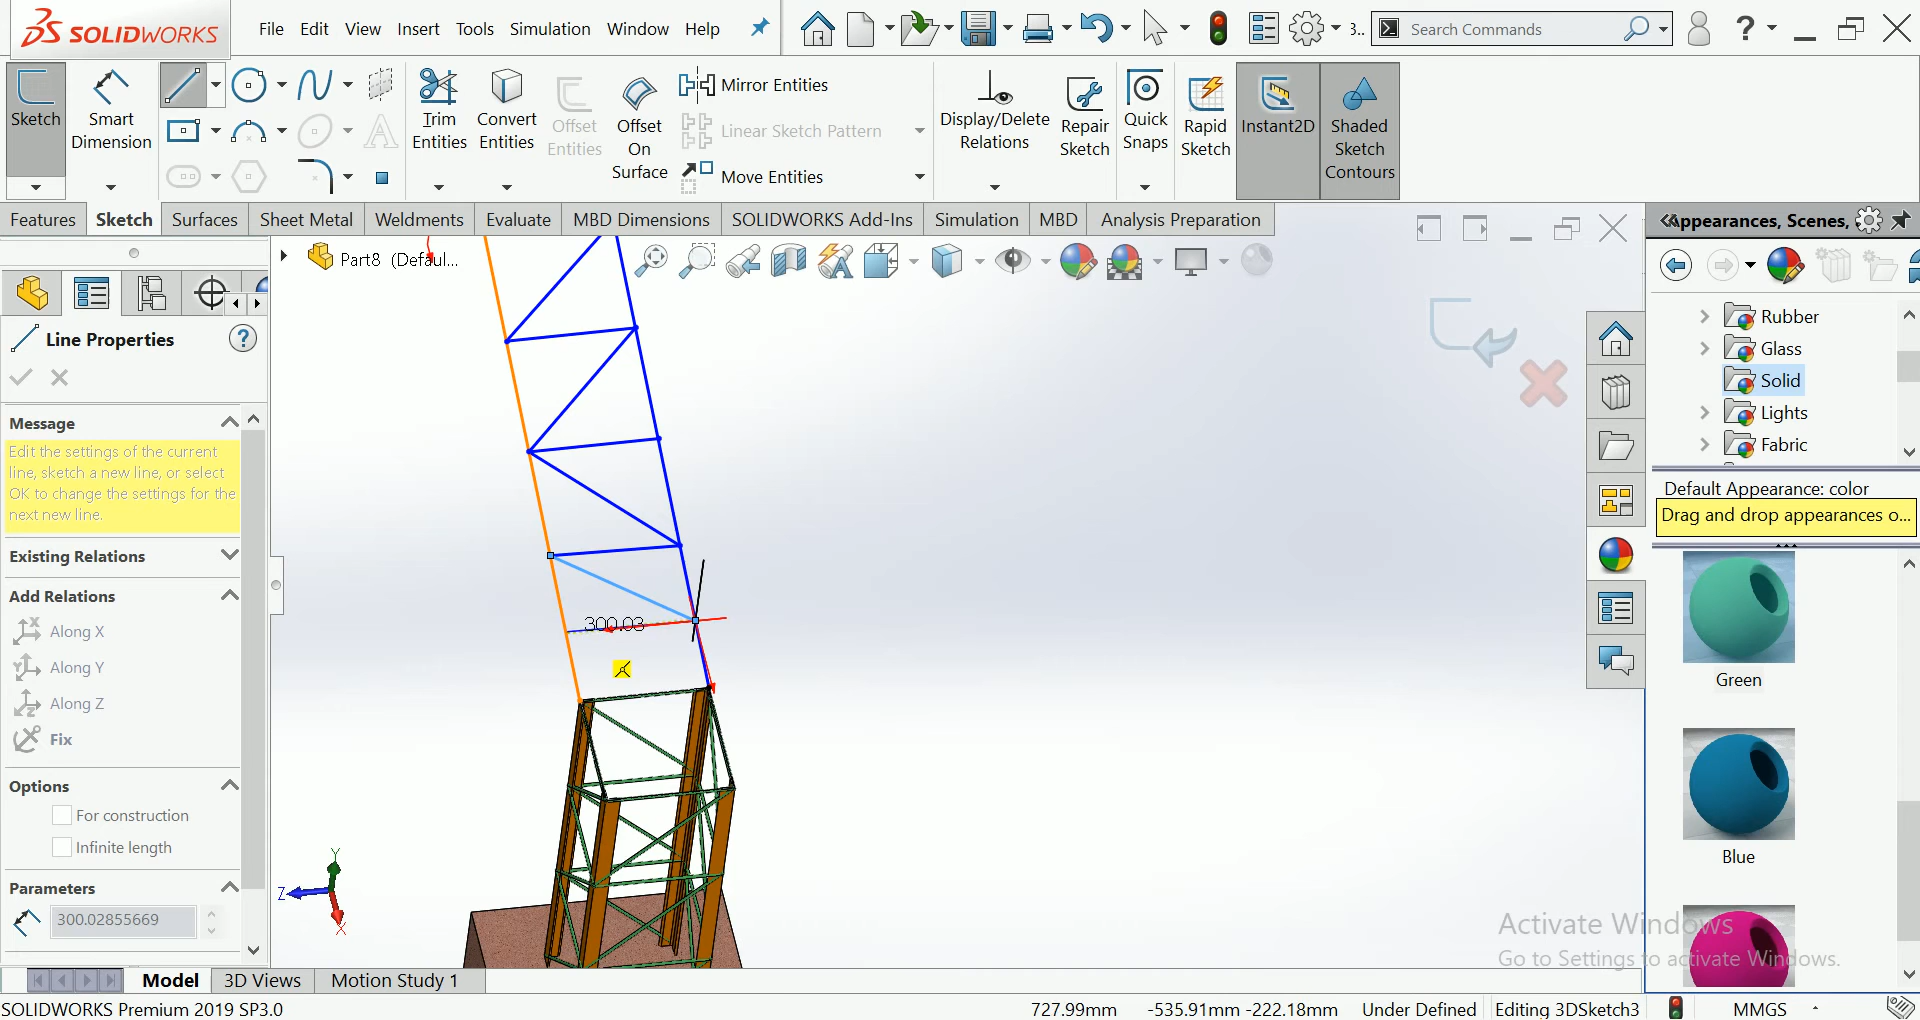 SOLIDWORKS
File Edit View Insert Tools Simulation Window Help
3..
Search Commands
?
Sketch
Smart Dimension
Trim Entities
Convert Entities
Offset Entities
Offset On Surface
Mirror Entities
Linear Sketch Pattern
Move Entities
Display/Delete Relations
Repair Sketch
Quick Snaps
Rapid Sketch
Instant2D
Shaded Sketch Contours
Features Sketch Surfaces Sheet Metal Weldments Evaluate MBD Dimensions SOLIDWORKS Add-Ins Simulation MBD Analysis Preparation
Appearances, Scenes,
Part8 (Defaul...
Line Properties
?
Message
Edit the settings of the current
line, sketch a new line, or select
OK to change the settings for the
next new line.
Existing Relations
Add Relations
Along X
Along Y
Along Z
Fix
Options
For construction
Infinite length
Parameters
300.02855669
300.03
Y
Z
X
Rubber
Glass
Solid
Lights
Fabric
Default Appearance: color
Drag and drop appearances o...
Green
Blue
Activate Windows
Go to Settings to activate Windows.
Model 3D Views Motion Study 1
SOLIDWORKS Premium 2019 SP3.0
727.99mm -535.91mm -222.18mm Under Defined Editing 3DSketch3 MMGS